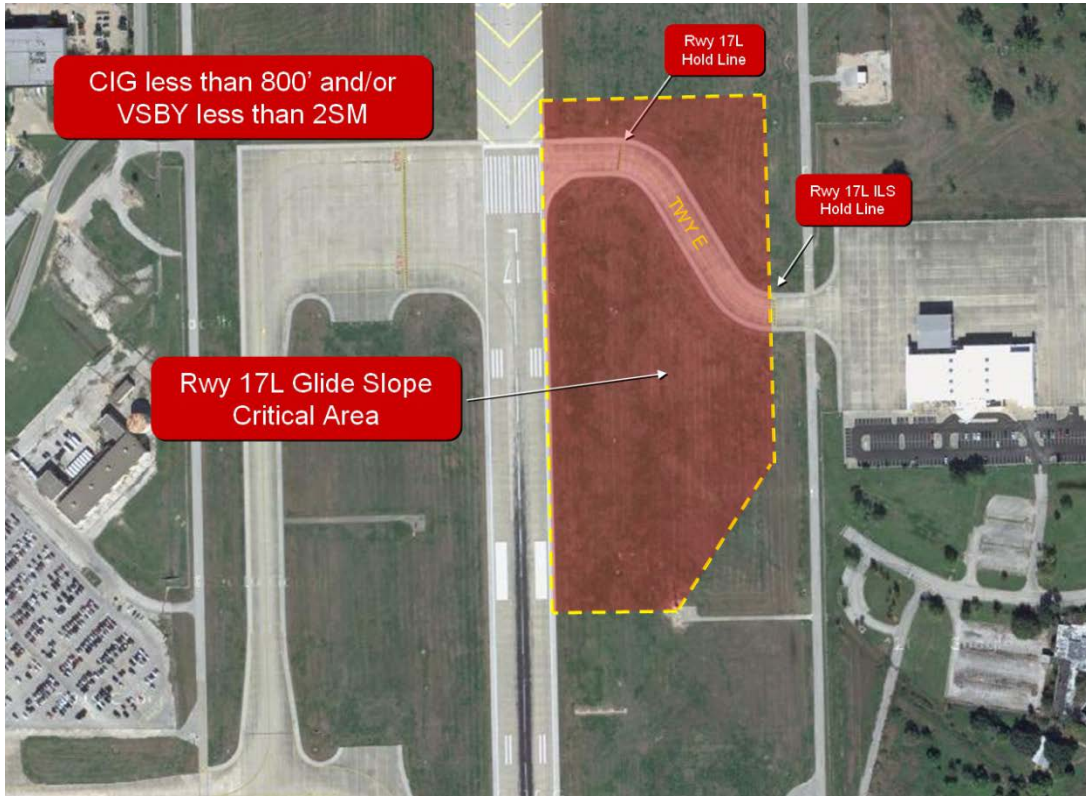 CIG less than 800' and/or
VSBY less than 2SM
Rwy 17L
Hold Line
Rwy 17L ILS
Hold Line
TWY E
17
L
Rwy 17L Glide Slope
Critical Area